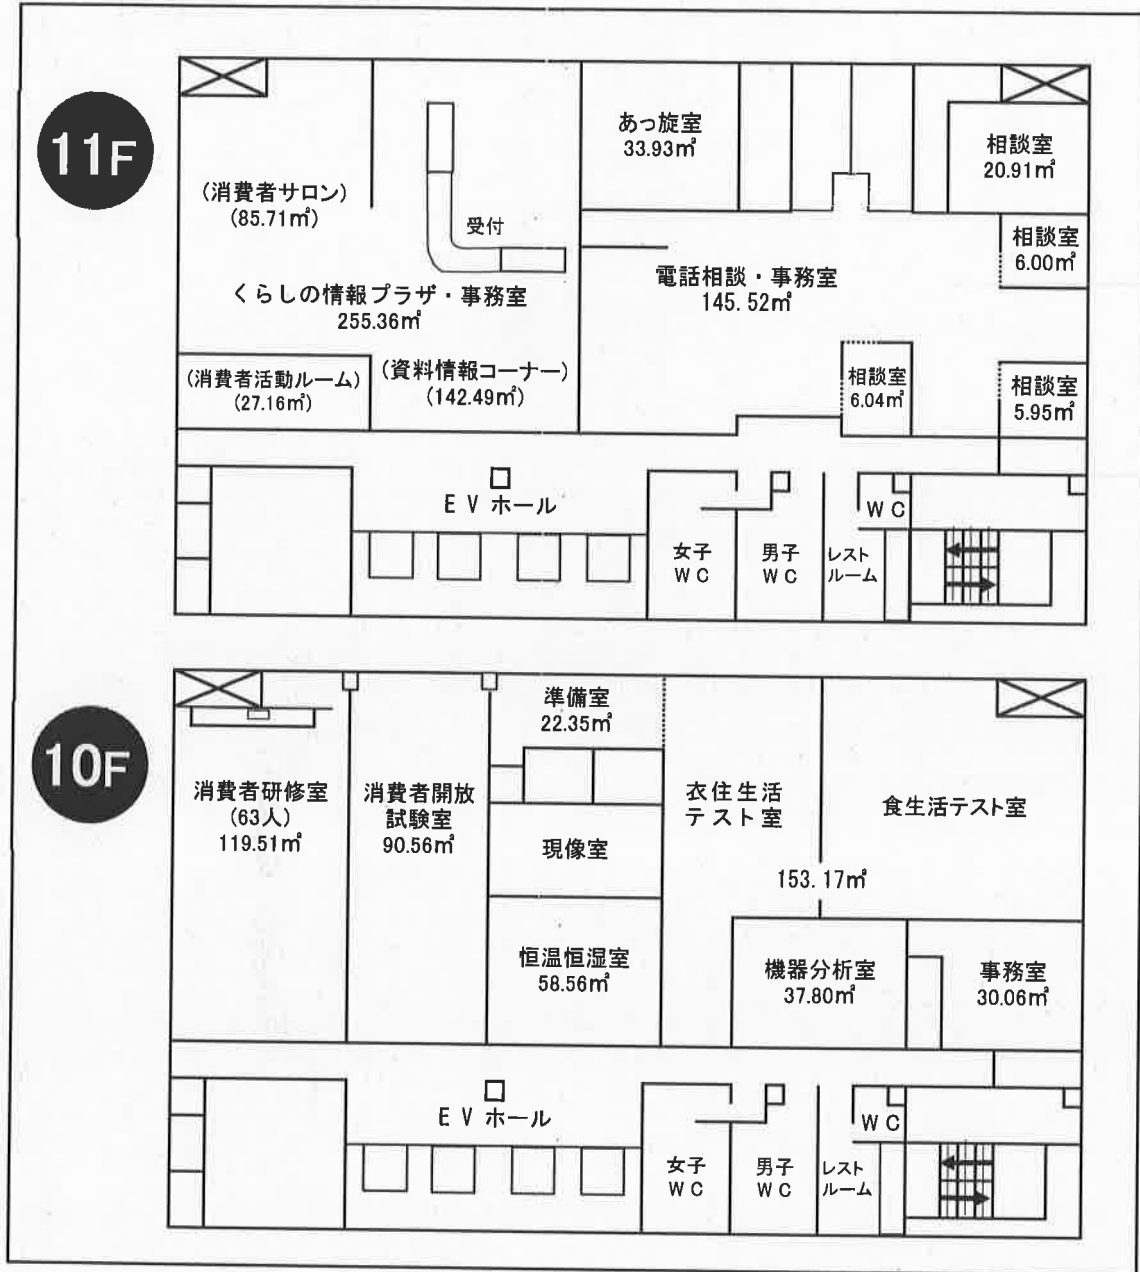 11F
(消費者サロン)
(85.71㎡)
受付
くらしの情報プラザ・事務室
255.36㎡
(消費者活動ルーム)
(27.16㎡)
(資料情報コーナー)
(142.49㎡)
あっ旋室
33.93㎡
相談室
20.91㎡
相談室
6.00㎡
電話相談・事務室
145.52㎡
相談室
6.04㎡
相談室
5.95㎡
EVホール
女子
WC
男子
WC
レスト
ルーム
WC
10F
消費者研修室
(63人)
119.51㎡
消費者開放
試験室
90.56㎡
準備室
22.35㎡
現像室
恒温恒湿室
58.56㎡
衣住生活
テスト室
食生活テスト室
153.17㎡
機器分析室
37.80㎡
事務室
30.06㎡
EVホール
女子
WC
男子
WC
レスト
ルーム
WC